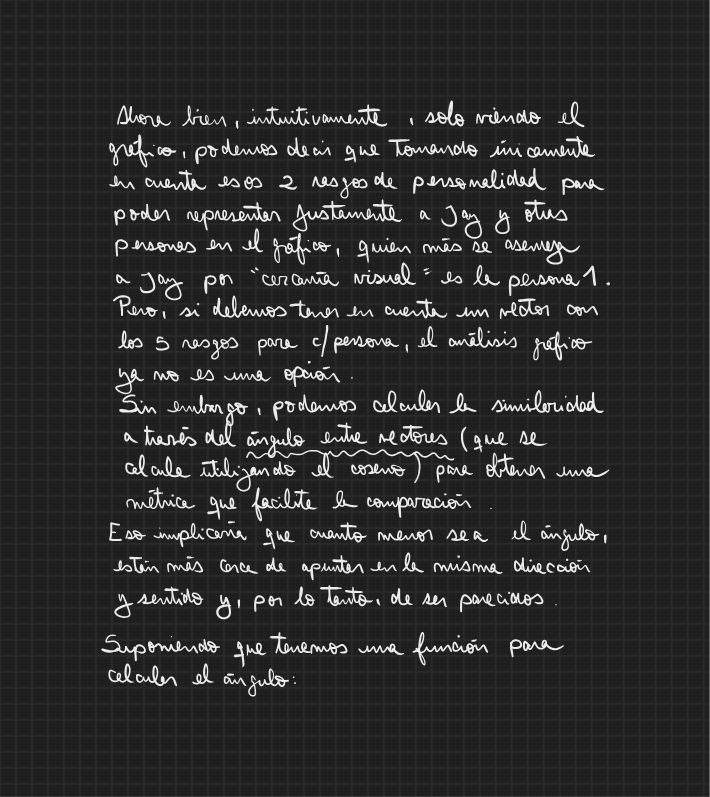 Ahora bien, intuitivamente, solo viendo el
gráfico, podemos decir que tomando únicamente
en cuenta esos 2 rasgos de personalidad para
poder representar justamente a Jay y otras
personas en el gráfico, quien más se asemeja
a Jay por "cercanía visual" es la persona 1.
Pero, si debemos tener en cuenta un vector con
los 5 rasgos para c/persona, el análisis gráfico
ya no es una opción.
Sin embargo, podemos calcular la similaridad
a través del ángulo entre vectores (que se
calcula utilizando el coseno) para obtener una
métrica que facilite la comparación.
Eso implicaría que cuanto menor sea el ángulo,
están más cerca de apuntar en la misma dirección
y sentido y, por lo tanto, de ser parecidos.
Suponiendo que tenemos una función para
calcular el ángulo: